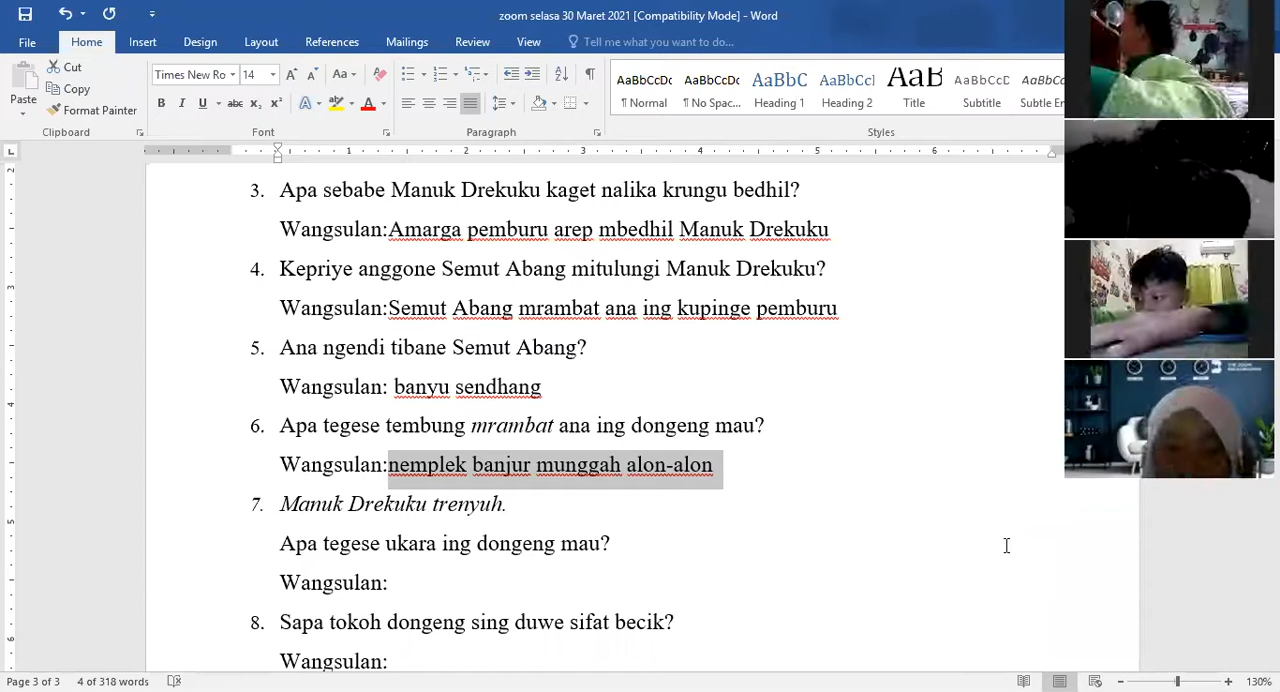 zoom selasa 30 Maret 2021 [Compatibility Mode] - Word
File Home Insert Design Layout References Mailings Review View Tell me what you want to do...
Cut
Copy
Format Painter
Paste
Times New Ro 14
AaBbCcDc AaBbCcDc AaBbC AaBbCcI AaB AaBbCcD AaBbCcDc
¶ Normal ¶ No Spac... Heading 1 Heading 2 Title Subtitle Subtle Em
Clipboard Font Paragraph Styles
3. Apa sebabe Manuk Drekuku kaget nalika krungu bedhil?
Wangsulan:Amarga pemburu arep mbedhil Manuk Drekuku
4. Kepriye anggone Semut Abang mitulungi Manuk Drekuku?
Wangsulan:Semut Abang mrambat ana ing kupinge pemburu
5. Ana ngendi tibane Semut Abang?
Wangsulan: banyu sendhang
6. Apa tegese tembung mrambat ana ing dongeng mau?
Wangsulan:nemplek banjur munggah alon-alon
7. Manuk Drekuku trenyuh.
Apa tegese ukara ing dongeng mau?
Wangsulan:
8. Sapa tokoh dongeng sing duwe sifat becik?
Wangsulan:
Page 3 of 3 4 of 318 words 130%